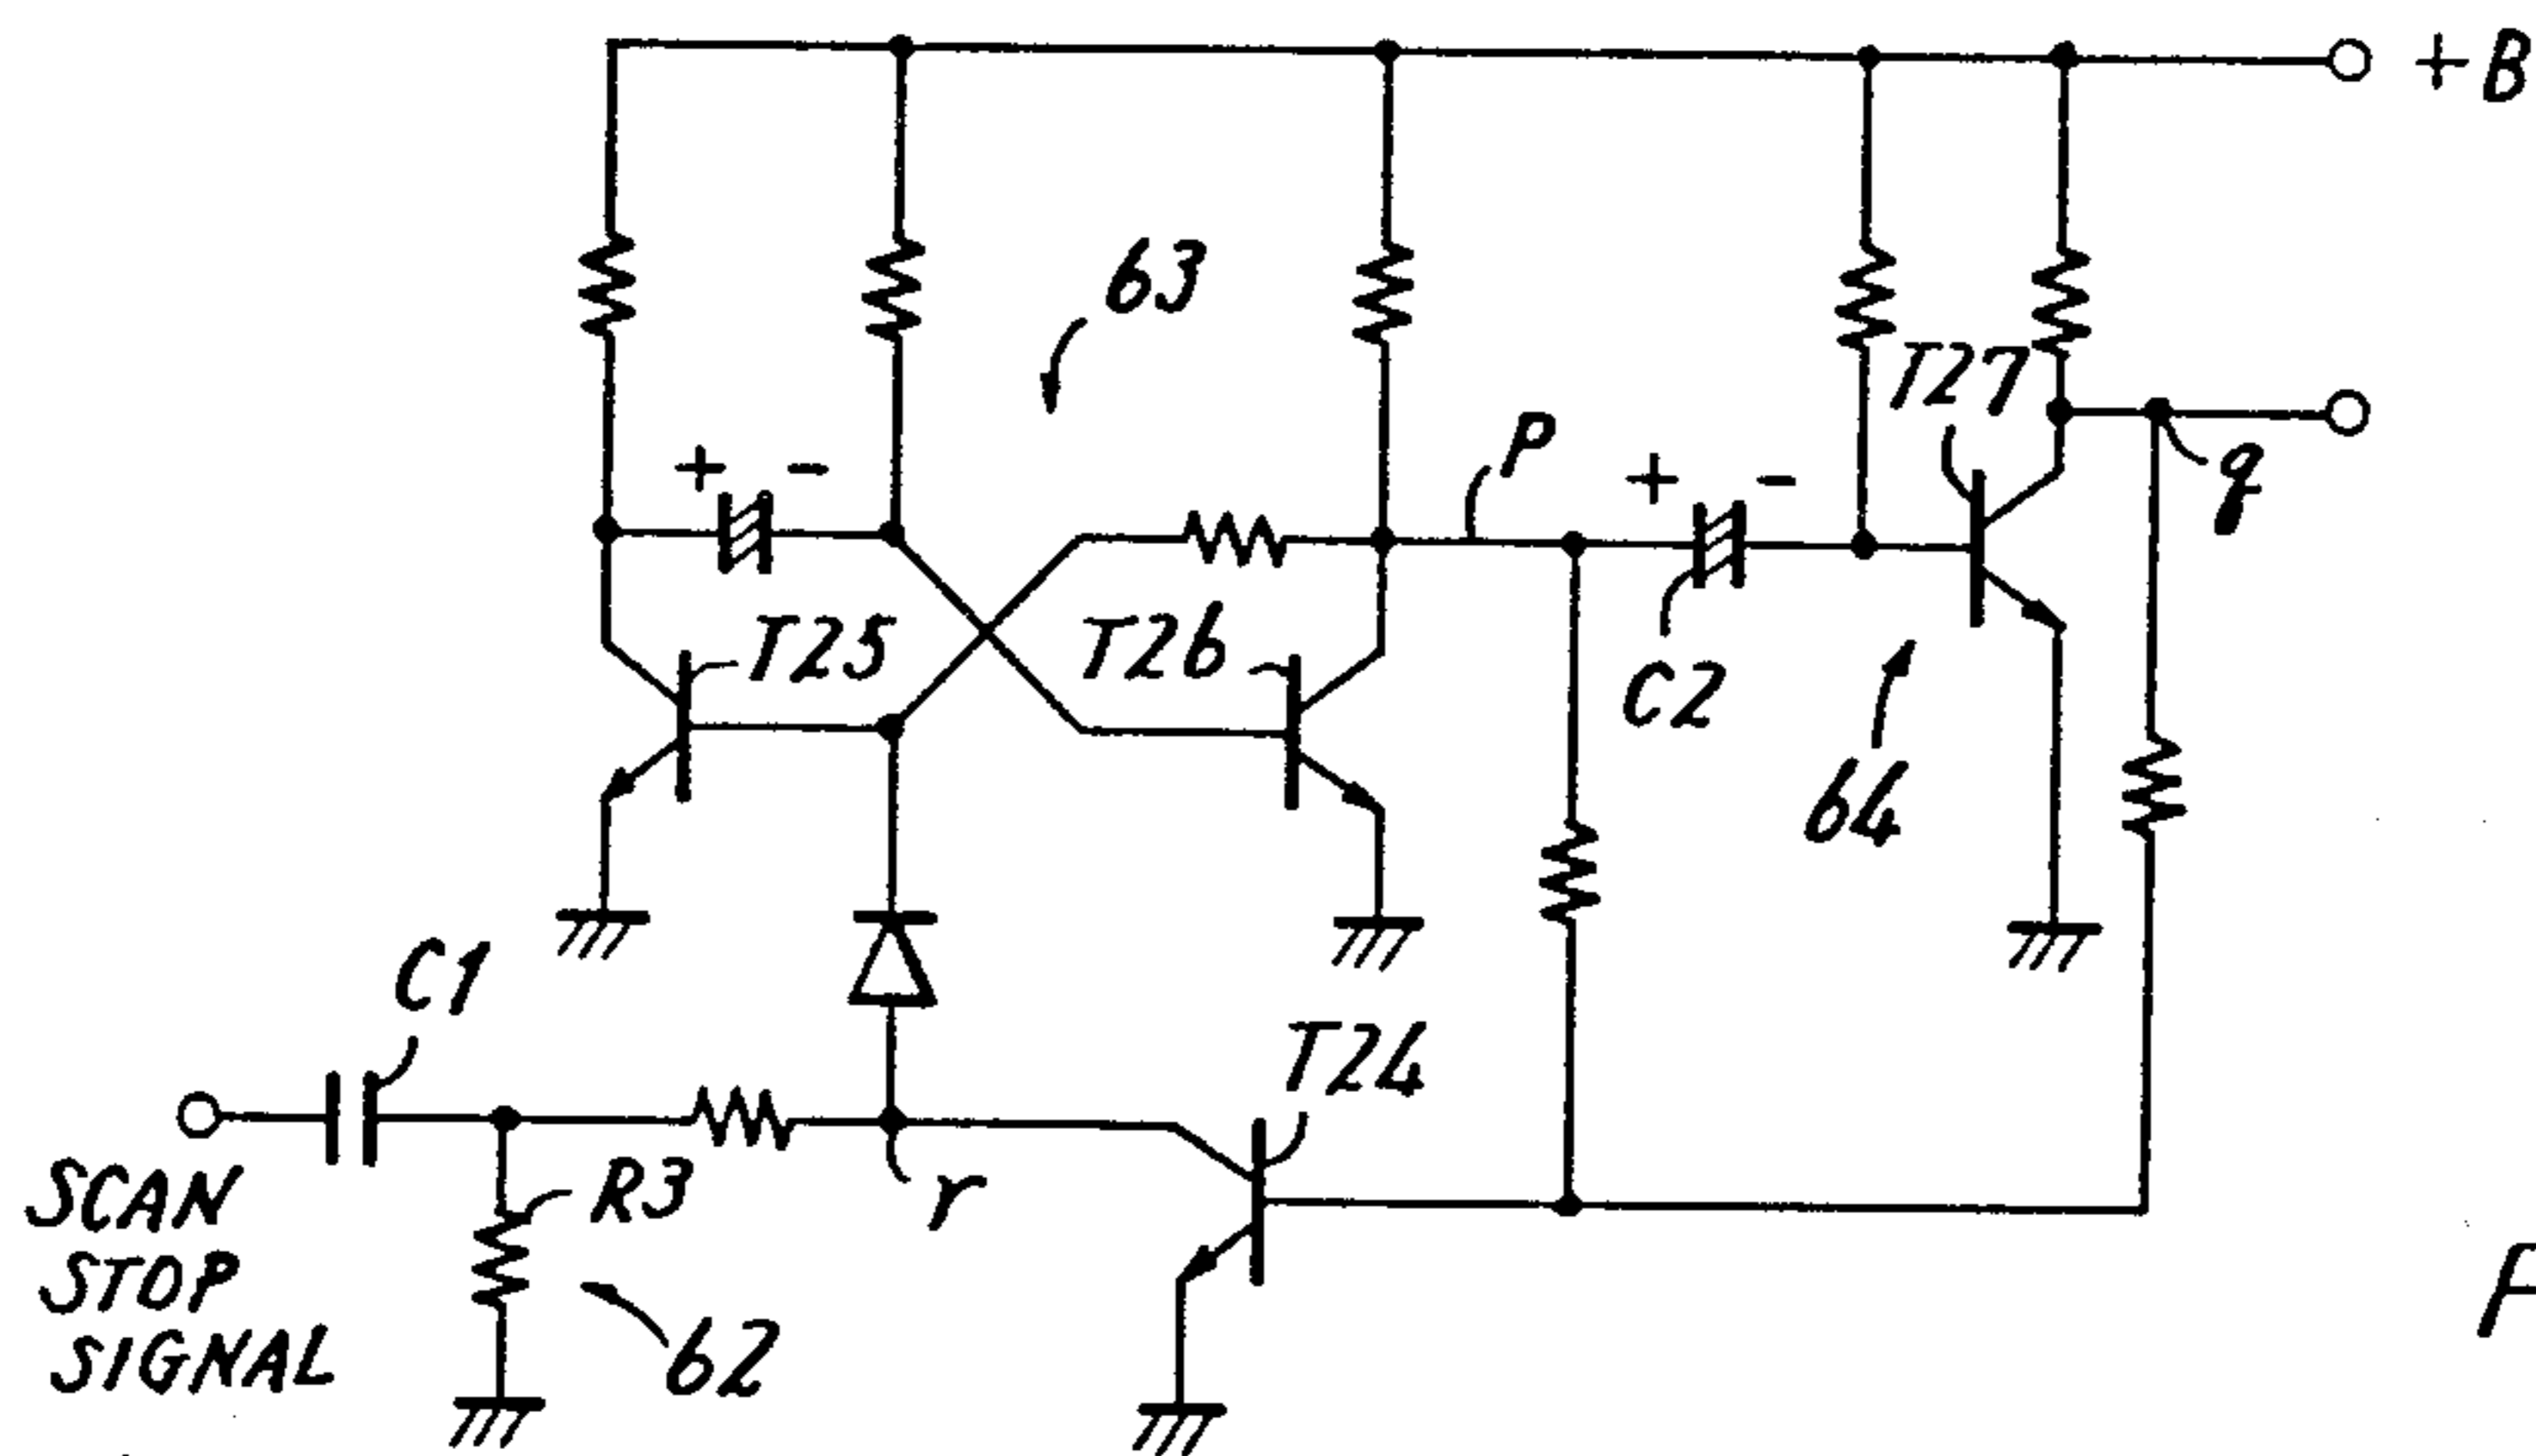 +B
63
T27
+ -
P
+ -
q
T25
T26
C2
64
C1
T24
SCAN
STOP
SIGNAL
R3
r
62
F